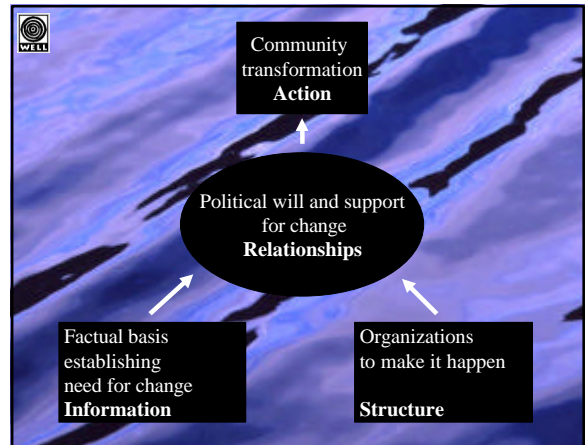 WELL
Community
transformation
Action
Political will and support
for change
Relationships
Factual basis
establishing
need for change
Information
Organizations
to make it happen
Structure